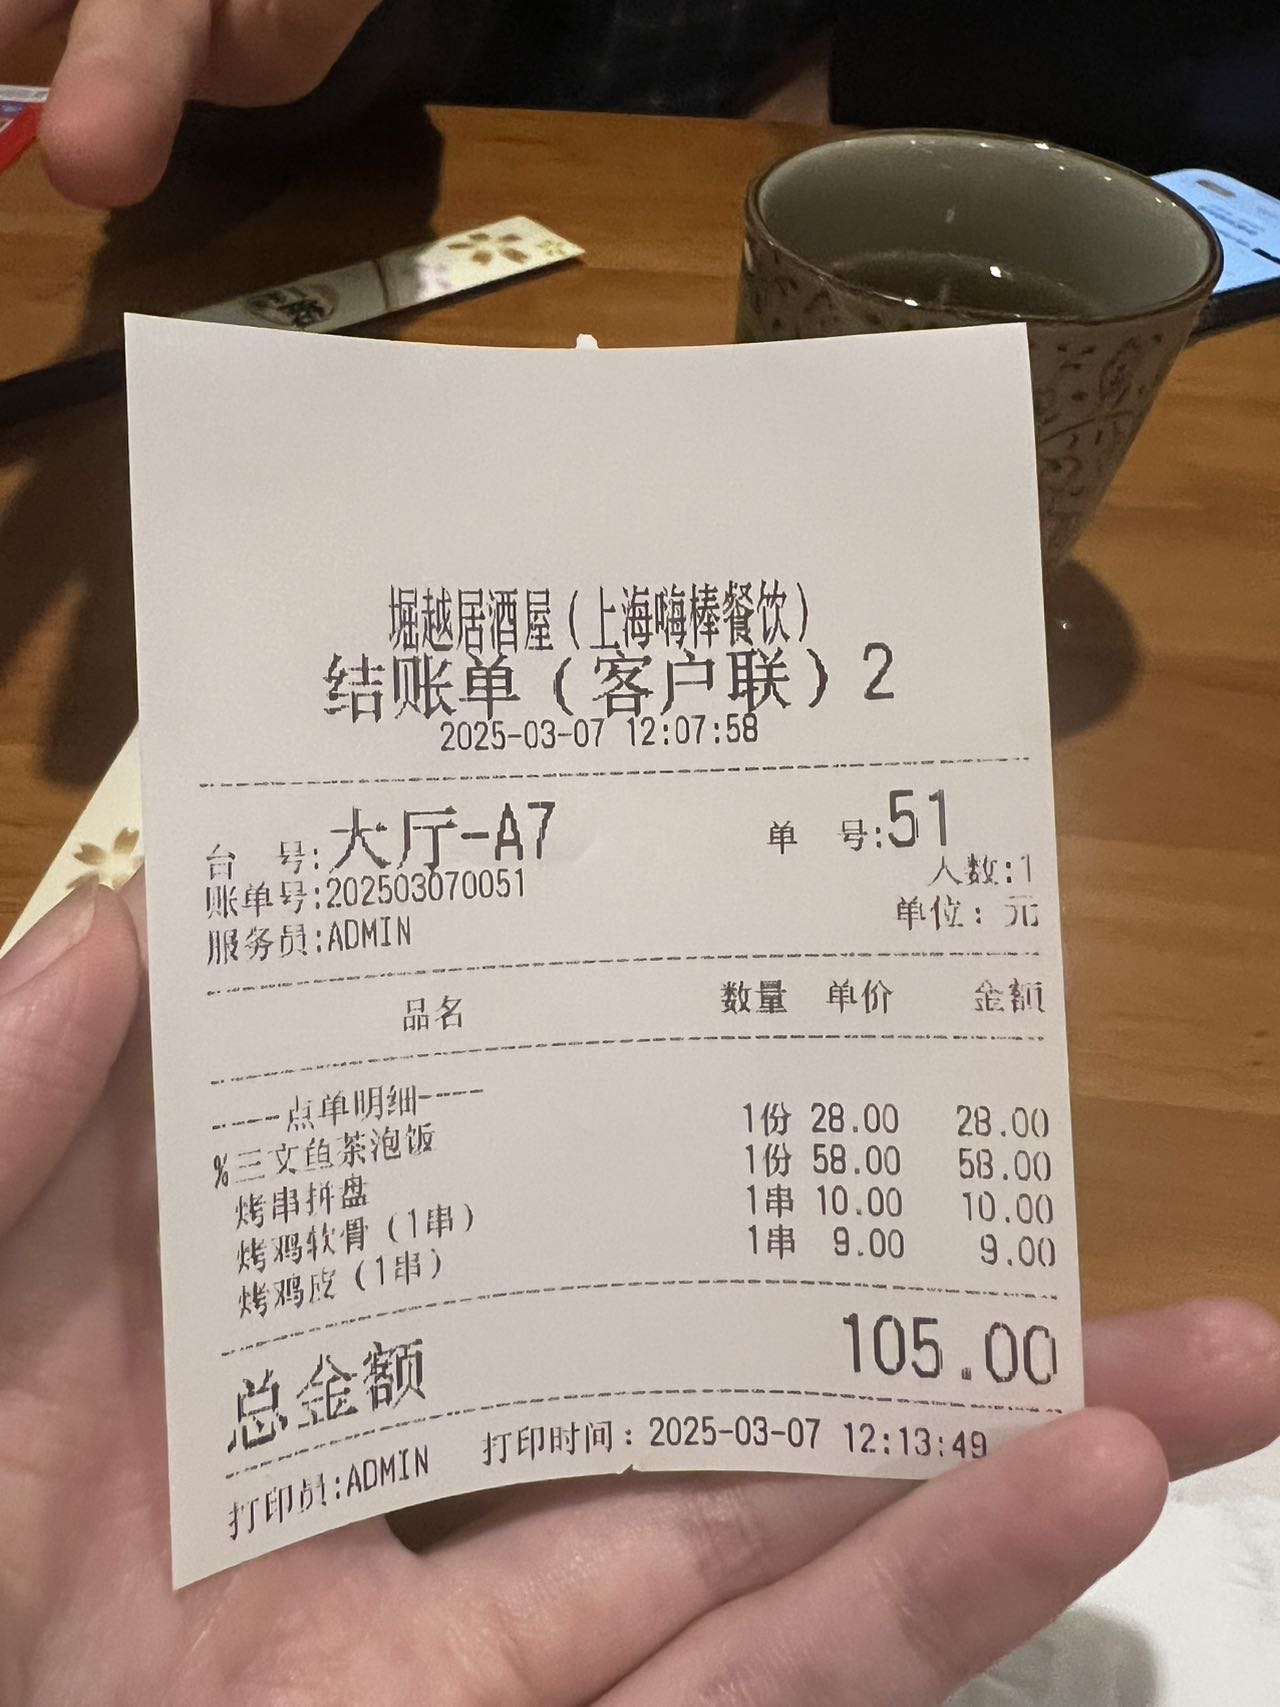 堀越居酒屋(上海嗨棒餐饮)
结账单(客户联)2
2025-03-07 12:07:58
台 号:大厅-A7 单 号:51
账单号:202503070051 人数:1
服务员:ADMIN 单位: 元
品名 数量 单价 金额
-----点单明细-----
%三文鱼茶泡饭 1份 28.00 28.00
烤串拼盘 1份 58.00 58.00
烤鸡软骨(1串) 1串 10.00 10.00
烤鸡皮(1串) 1串 9.00 9.00
总金额 105.00
打印员:ADMIN 打印时间:2025-03-07 12:13:49